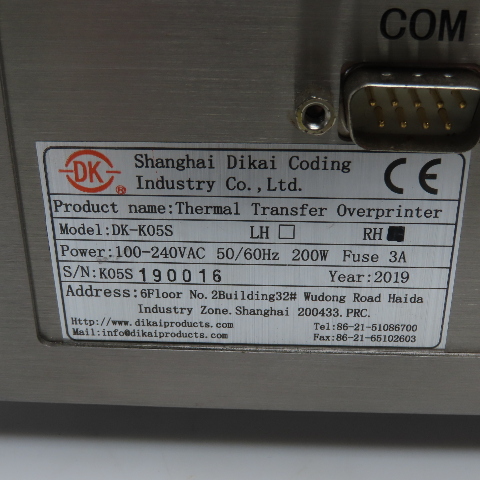 COM
DK ®
Shanghai Dikai Coding
Industry Co.,Ltd.
CE
Product name:Thermal Transfer Overprinter
Model:DK-K05S LH RH
Power:100-240VAC 50/60Hz 200W Fuse 3A
S/N:K05S 190016 Year:2019
Address:6Floor No.2Building32# Wudong Road Haida
Industry Zone.Shanghai 200433.PRC.
Http://www.dikaiproducts.com Tel:86-21-51086700
Mail:info@dikaiproducts.com Fax:86-21-65102603